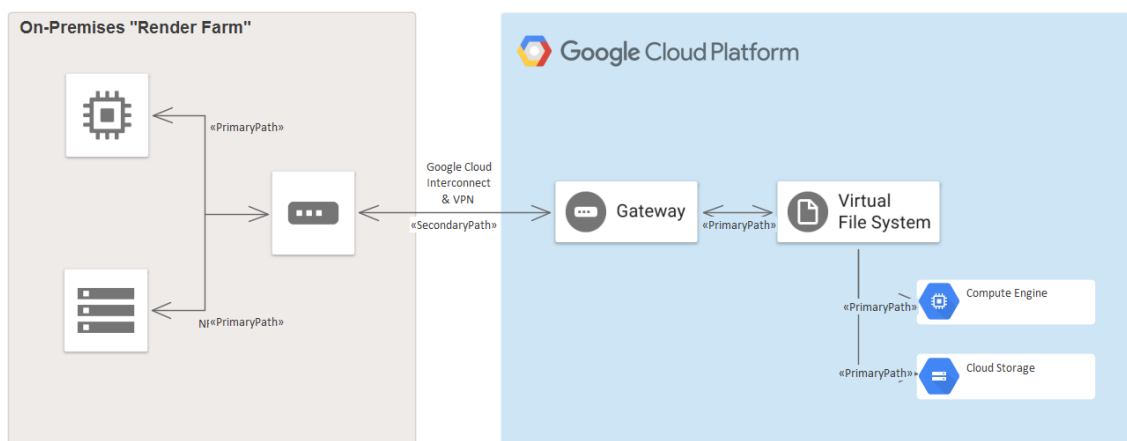 On-Premises "Render Farm"
Google Cloud Platform
«PrimaryPath»
Google Cloud
Interconnect
& VPN
«SecondaryPath»
Gateway
«PrimaryPath»
Virtual
File System
«PrimaryPath»
Compute Engine
«PrimaryPath»
«PrimaryPath»
Cloud Storage